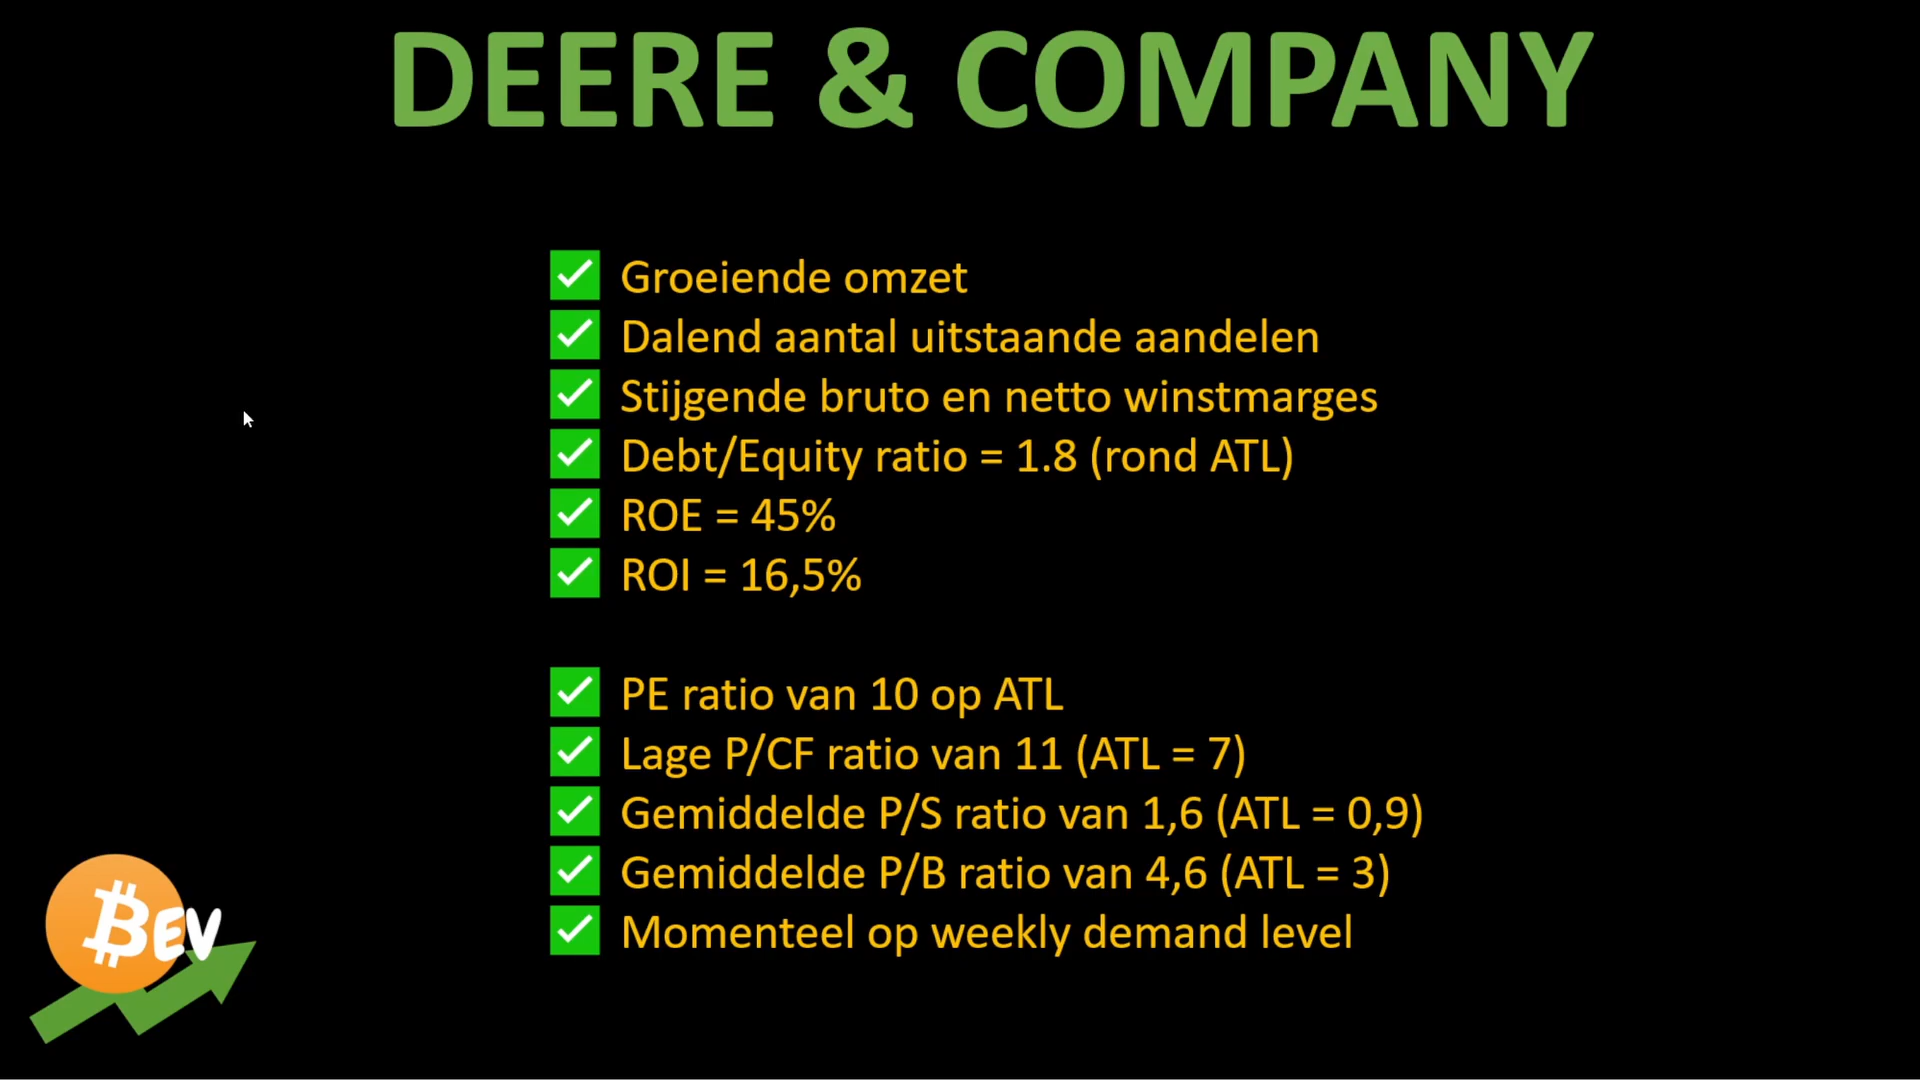 DEERE & COMPANY
Groeiende omzet
Dalend aantal uitstaande aandelen
Stijgende bruto en netto winstmarges
Debt/Equity ratio = 1.8 (rond ATL)
ROE = 45%
ROI = 16,5%
PE ratio van 10 op ATL
Lage P/CF ratio van 11 (ATL = 7)
Gemiddelde P/S ratio van 1,6 (ATL = 0,9)
Gemiddelde P/B ratio van 4,6 (ATL = 3)
Momenteel op weekly demand level
₿EV